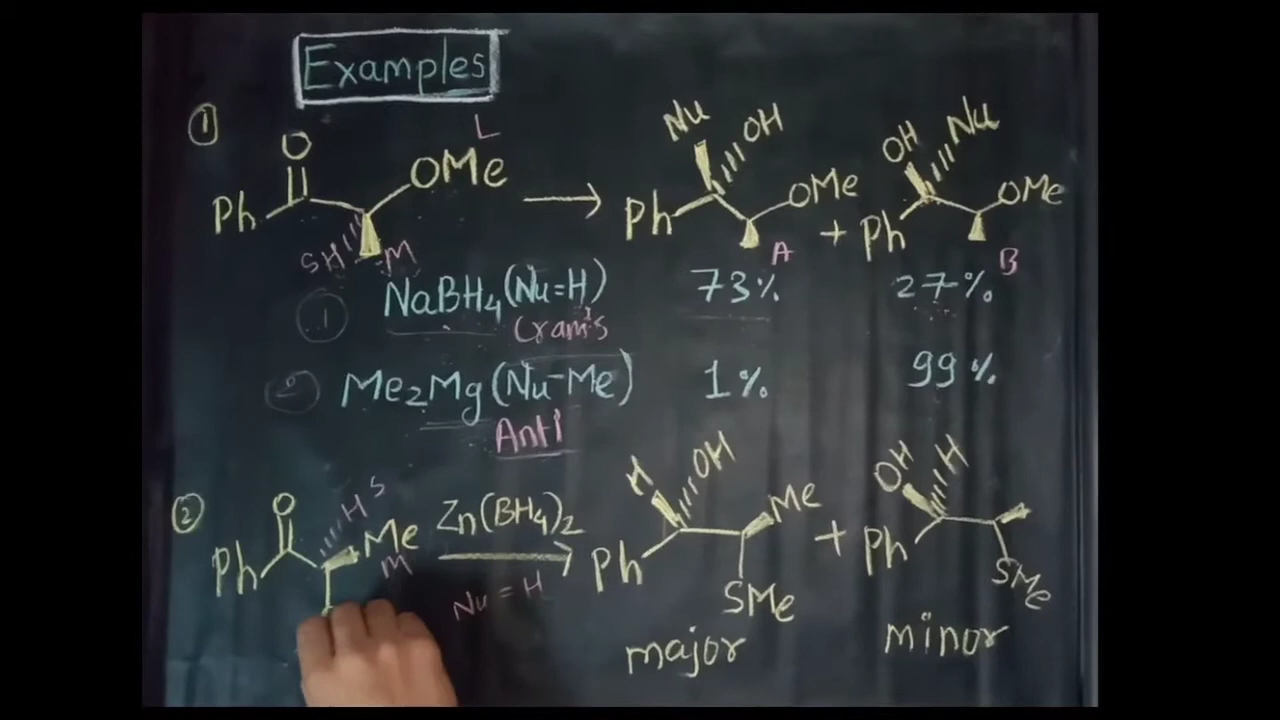 Examples
①
O
Ph
OMe
L
SH
M
Nu OH
Ph OMe
A
+
OH Nu
Ph OMe
B
① NaBH4 (Nu=H) 73% 27%
Cram's
② Me2Mg (Nu-Me) 1% 99%
Anti
②
O
Ph
H S
Me
M
Zn(BH4)2
Nu = H
H OH
Ph Me
SMe
major
+
OH H
Ph
SMe
minor